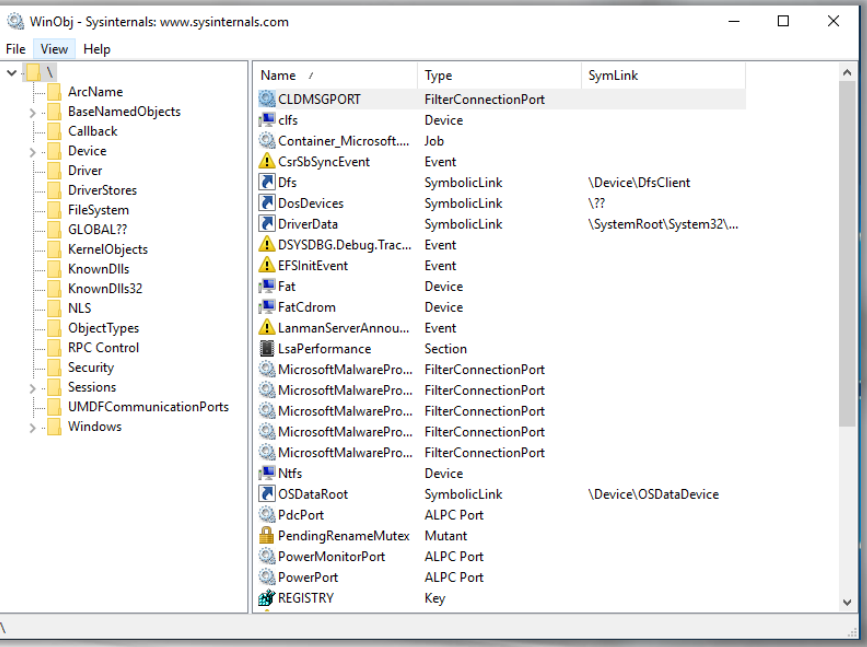 WinObj - Sysinternals: www.sysinternals.com
File View Help
\
ArcName
BaseNamedObjects
Callback
Device
Driver
DriverStores
FileSystem
GLOBAL??
KernelObjects
KnownDlls
KnownDlls32
NLS
ObjectTypes
RPC Control
Security
Sessions
UMDFCommunicationPorts
Windows
Name Type SymLink
CLDMSGPORT FilterConnectionPort
clfs Device
Container_Microsoft.... Job
CsrSbSyncEvent Event
Dfs SymbolicLink \Device\DfsClient
DosDevices SymbolicLink \??
DriverData SymbolicLink \SystemRoot\System32\...
DSYSDBG.Debug.Trac... Event
EFSInitEvent Event
Fat Device
FatCdrom Device
LanmanServerAnnou... Event
LsaPerformance Section
MicrosoftMalwarePro... FilterConnectionPort
MicrosoftMalwarePro... FilterConnectionPort
MicrosoftMalwarePro... FilterConnectionPort
MicrosoftMalwarePro... FilterConnectionPort
MicrosoftMalwarePro... FilterConnectionPort
Ntfs Device
OSDataRoot SymbolicLink \Device\OSDataDevice
PdcPort ALPC Port
PendingRenameMutex Mutant
PowerMonitorPort ALPC Port
PowerPort ALPC Port
REGISTRY Key
\